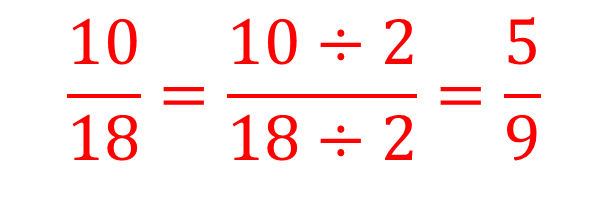 10/18 = (10 ÷ 2)/(18 ÷ 2) = 5/9